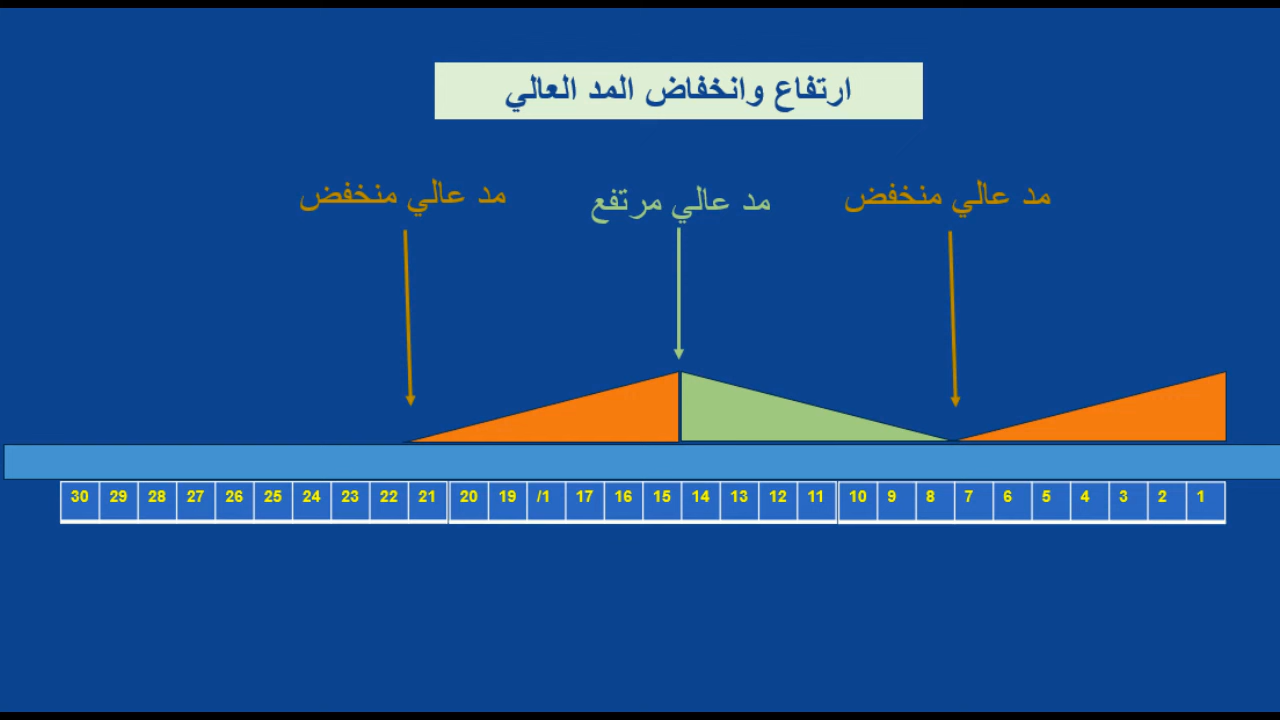 ارتفاع وانخفاض المد العالي
مد عالي منخفض
مد عالي مرتفع
مد عالي منخفض
1 2 3 4 5 6 7 8 9 10 11 12 13 14 15 16 17 /1 19 20 21 22 23 24 25 26 27 28 29 30